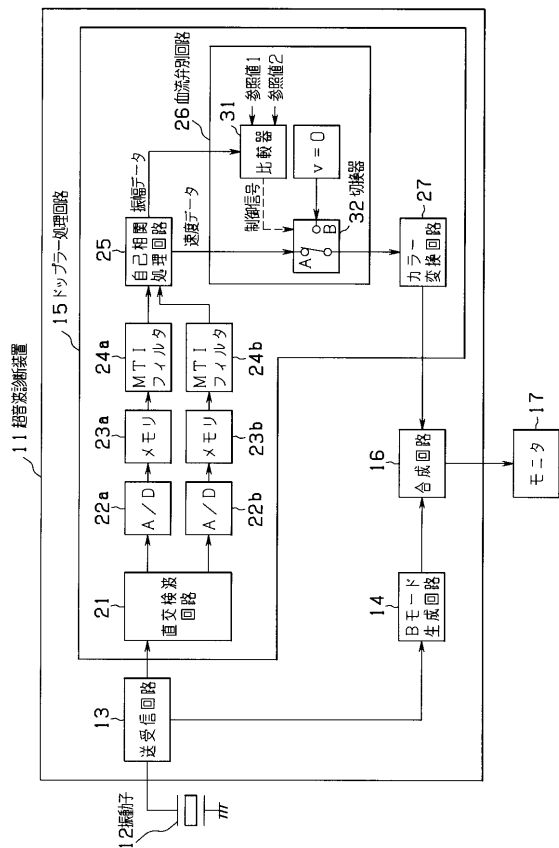 11 超音波診断装置
15 ドップラー処理回路
12 振動子
13
送受信回路
21
直交検波
回路
22a
A/D
22b
A/D
23a
メモリ
23b
メモリ
24a
MTI
フィルタ
24b
MTI
フィルタ
25
自己相関
処理回路
振幅データ
速度データ
26 血流弁別回路
31
比較器
参照値1
参照値2
制御信号
v=0
A
B
32 切換器
27
カラー
変換回路
14
Bモード
生成回路
16
合成回路
17
モニタ